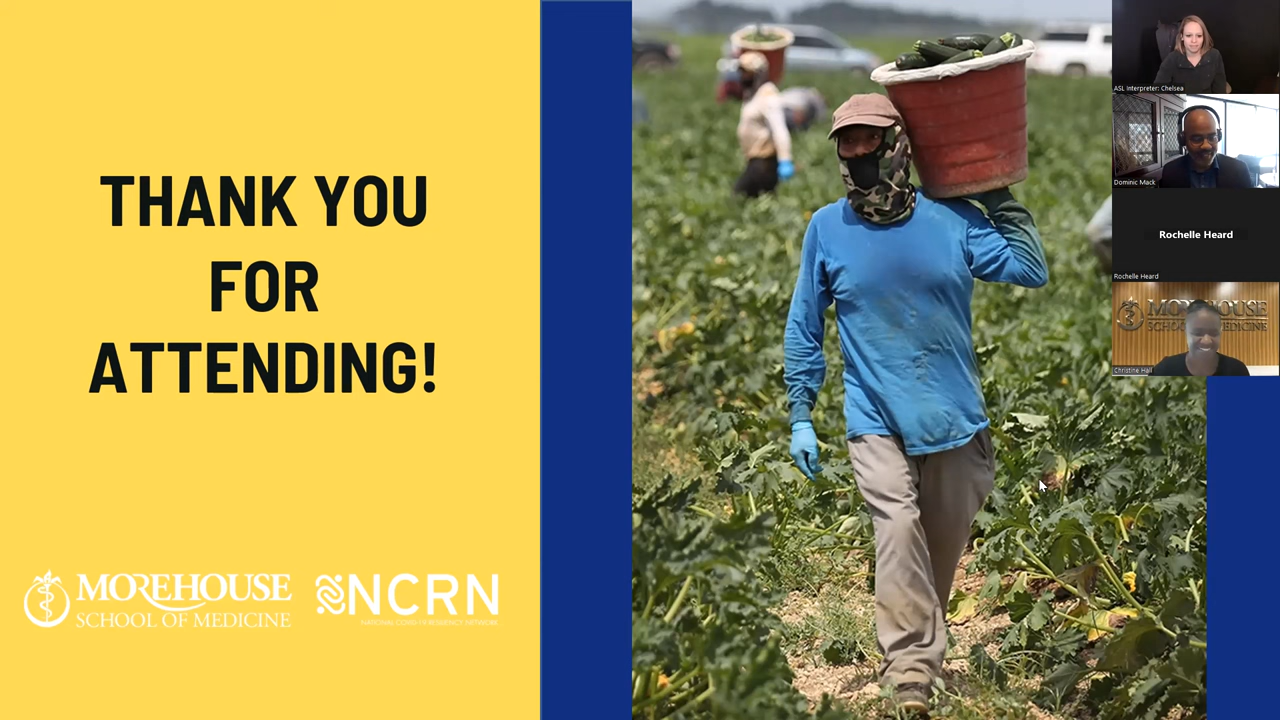 THANK YOU
FOR
ATTENDING!
MOREHOUSE
SCHOOL OF MEDICINE
NCRN
NATIONAL COVID-19 RESILIENCY NETWORK
ASL Interpreter: Chelsea
Dominic Mack
Rochelle Heard
Rochelle Heard
MOREHOUSE
SCHOOL OF MEDICINE
Christine Hall